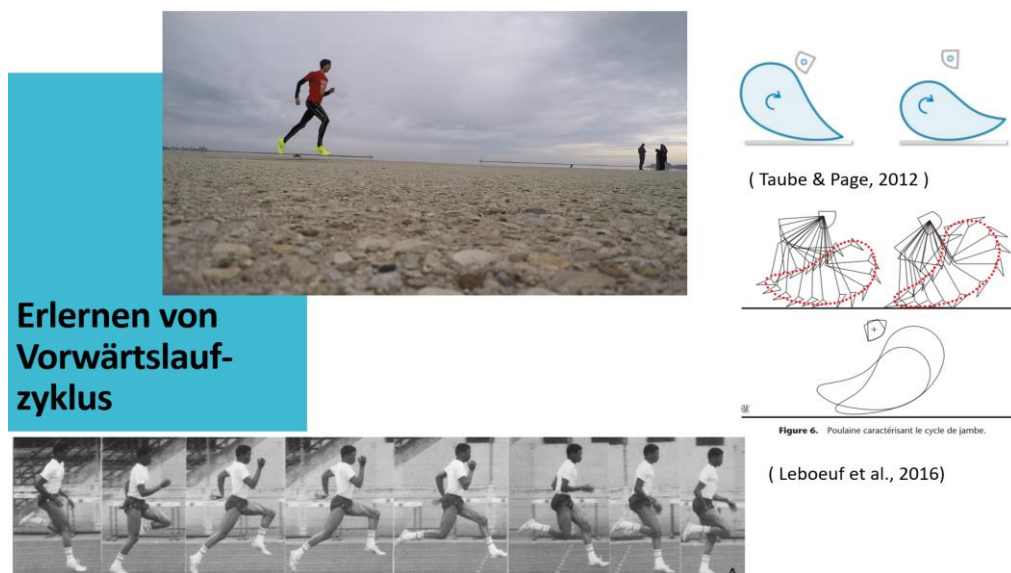 ( Taube & Page, 2012 )
Erlernen von
Vorwärtslauf-
zyklus
Figure 6. Poulaine caractérisant le cycle de jambe.
( Leboeuf et al., 2016)
A